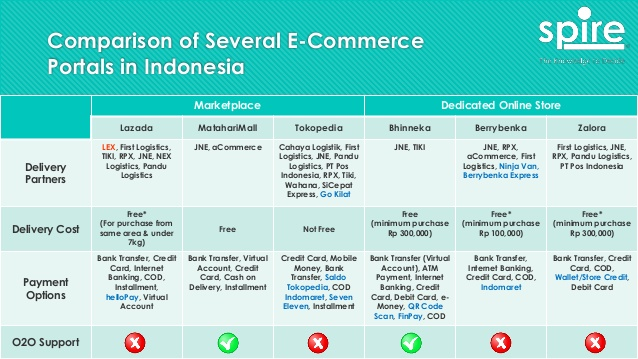 Comparison of Several E-Commerce
Portals in Indonesia
spire
Marketplace
Dedicated Online Store
Lazada
MatahariMall
Tokopedia
Bhinneka
Berrybenka
Zalora
Delivery
Partners
LEX, First Logistics,
TIKI, RPX, JNE, NEX
Logistics, Pandu
Logistics
JNE, aCommerce
Cahaya Logistik, First
Logistics, JNE, Pandu
Logistics, PT Pos
Indonesia, RPX, Tiki,
Wahana, SiCepat
Express, Go Kilat
JNE, TIKI
JNE, RPX,
aCommerce, First
Logistics, Ninja Van,
Berrybenka Express
First Logistics, JNE,
RPX, Pandu Logistics,
PT Pos Indonesia
Delivery Cost
Free*
(For purchase from
same area & under
7kg)
Free
Not Free
Free
(minimum purchase
Rp 300,000)
Free*
(minimum purchase
Rp 100,000)
Free*
(minimum purchase
Rp 300,000)
Payment
Options
Bank Transfer, Credit
Card, Internet
Banking, COD,
Installment,
helloPay, Virtual
Account
Bank Transfer, Virtual
Account, Credit
Card, Cash on
Delivery, Installment
Credit Card, Mobile
Money, Bank
Transfer, Saldo
Tokopedia, COD
Indomaret, Seven
Eleven, Installment
Bank Transfer (Virtual
Account), ATM
Payment, Internet
Banking, Credit
Card, Debit Card, e-
Money, QR Code
Scan, FinPay, COD
Bank Transfer,
Internet Banking,
Credit Card, COD,
Indomaret
Bank Transfer, Credit
Card, COD,
Wallet/Store Credit,
Debit Card
O2O Support